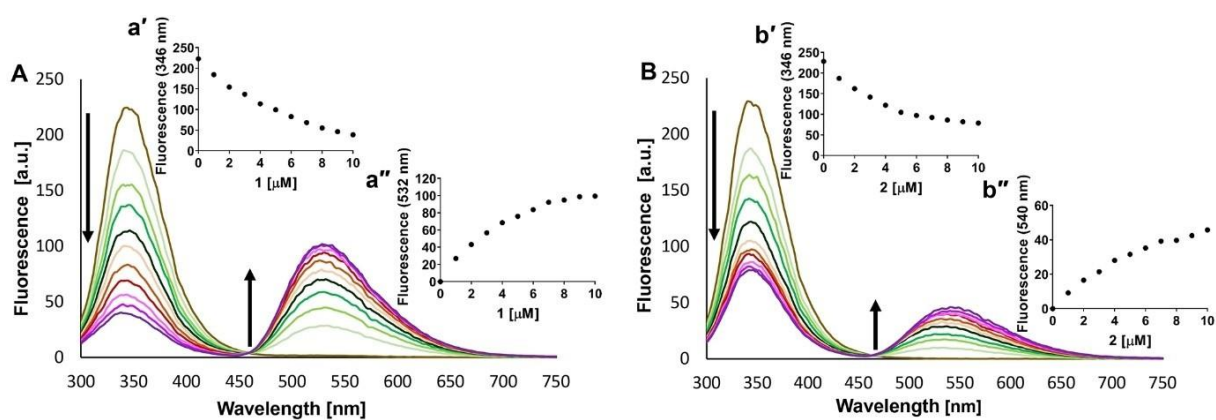 A
Fluorescence [a.u.]
250
200
150
100
50
0
300 350 400 450 500 550 600 650 700 750
Wavelength [nm]
a′
Fluorescence (346 nm)
250
200
150
100
50
0
0 2 4 6 8 10
1 [μM]
a″
Fluorescence (532 nm)
120
100
80
60
40
20
0
0 2 4 6 8 10
1 [μM]
B
Fluorescence [a.u.]
250
200
150
100
50
0
300 350 400 450 500 550 600 650 700 750
Wavelength [nm]
b′
Fluorescence (346 nm)
250
200
150
100
50
0
0 2 4 6 8 10
2 [μM]
b″
Fluorescence (540 nm)
60
40
20
0
0 2 4 6 8 10
2 [μM]